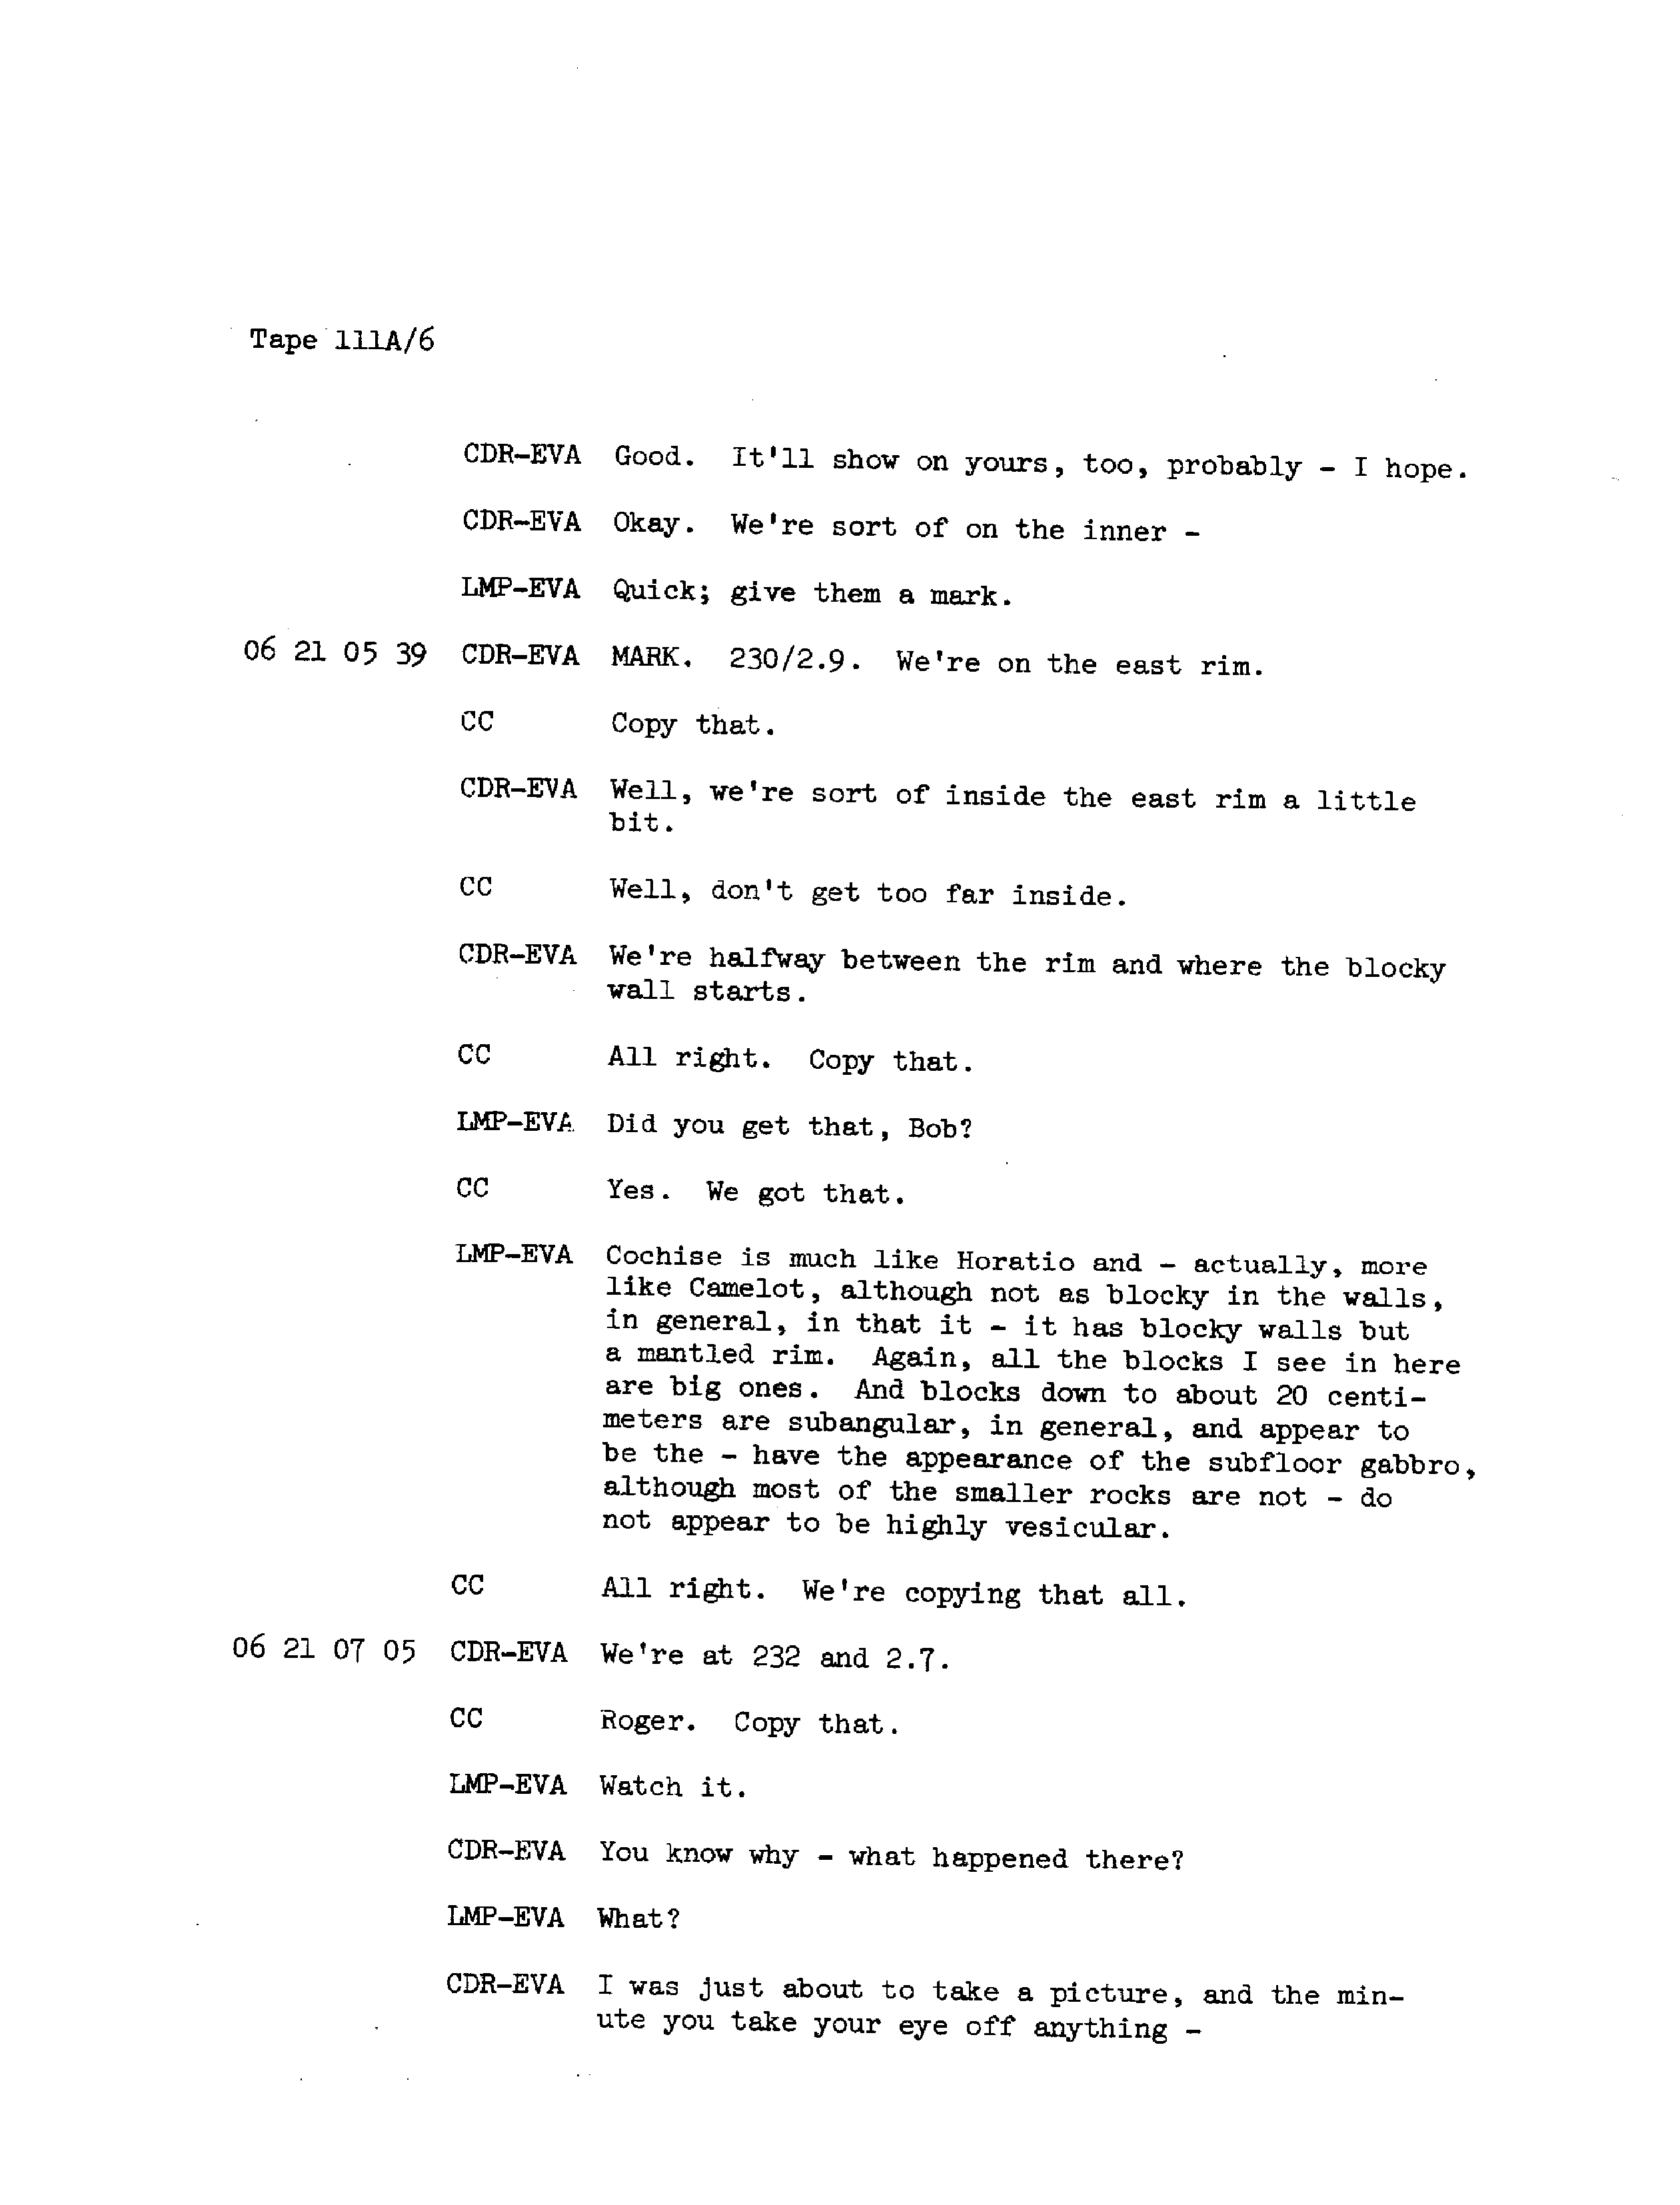 Tape 111A/6
CDR-EVA Good. It'll show on yours, too, probably - I hope.
CDR-EVA Okay. We're sort of on the inner -
LMP-EVA Quick; give them a mark.
06 21 05 39 CDR-EVA MARK. 230/2.9. We're on the east rim.
CC Copy that.
CDR-EVA Well, we're sort of inside the east rim a little
bit.
CC Well, don't get too far inside.
CDR-EVA We're halfway between the rim and where the blocky
wall starts.
CC All right. Copy that.
LMP-EVA Did you get that, Bob?
CC Yes. We got that.
LMP-EVA Cochise is much like Horatio and - actually, more
like Camelot, although not as blocky in the walls,
in general, in that it - it has blocky walls but
a mantled rim. Again, all the blocks I see in here
are big ones. And blocks down to about 20 centi-
meters are subangular, in general, and appear to
be the - have the appearance of the subfloor gabbro,
although most of the smaller rocks are not - do
not appear to be highly vesicular.
CC All right. We're copying that all.
06 21 07 05 CDR-EVA We're at 232 and 2.7.
CC Roger. Copy that.
LMP-EVA Watch it.
CDR-EVA You know why - what happened there?
LMP-EVA What?
CDR-EVA I was just about to take a picture, and the min-
ute you take your eye off anything -